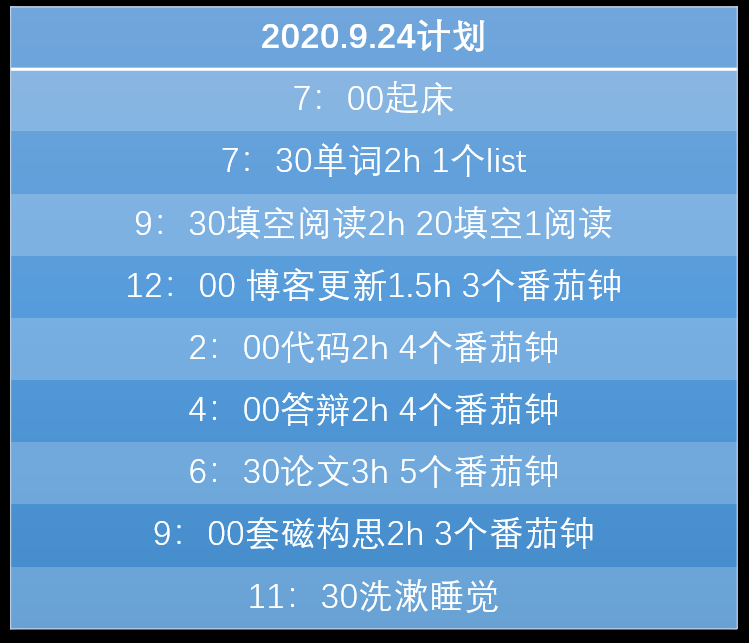 2020.9.24计划
7：00起床
7：30单词2h 1个list
9：30填空阅读2h 20填空1阅读
12：00 博客更新1.5h 3个番茄钟
2：00代码2h 4个番茄钟
4：00答辩2h 4个番茄钟
6：30论文3h 5个番茄钟
9：00套磁构思2h 3个番茄钟
11：30洗漱睡觉